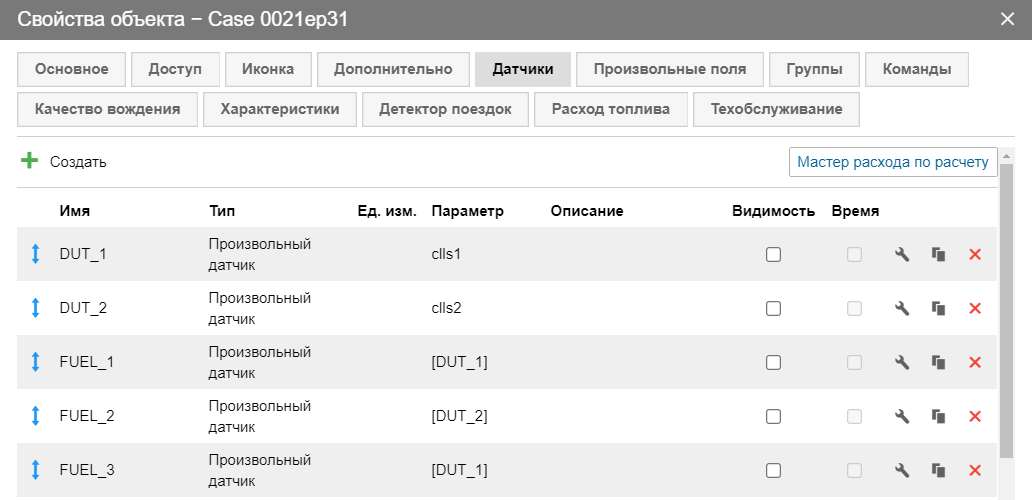 Свойства объекта – Case 0021ep31
Основное Доступ Иконка Дополнительно Датчики Произвольные поля Группы Команды
Качество вождения Характеристики Детектор поездок Расход топлива Техобслуживание
Создать Мастер расхода по расчету
Имя Тип Ед. изм. Параметр Описание Видимость Время
DUT_1 Произвольный датчик clls1
DUT_2 Произвольный датчик clls2
FUEL_1 Произвольный датчик [DUT_1]
FUEL_2 Произвольный датчик [DUT_2]
FUEL_3 Произвольный датчик [DUT_1]